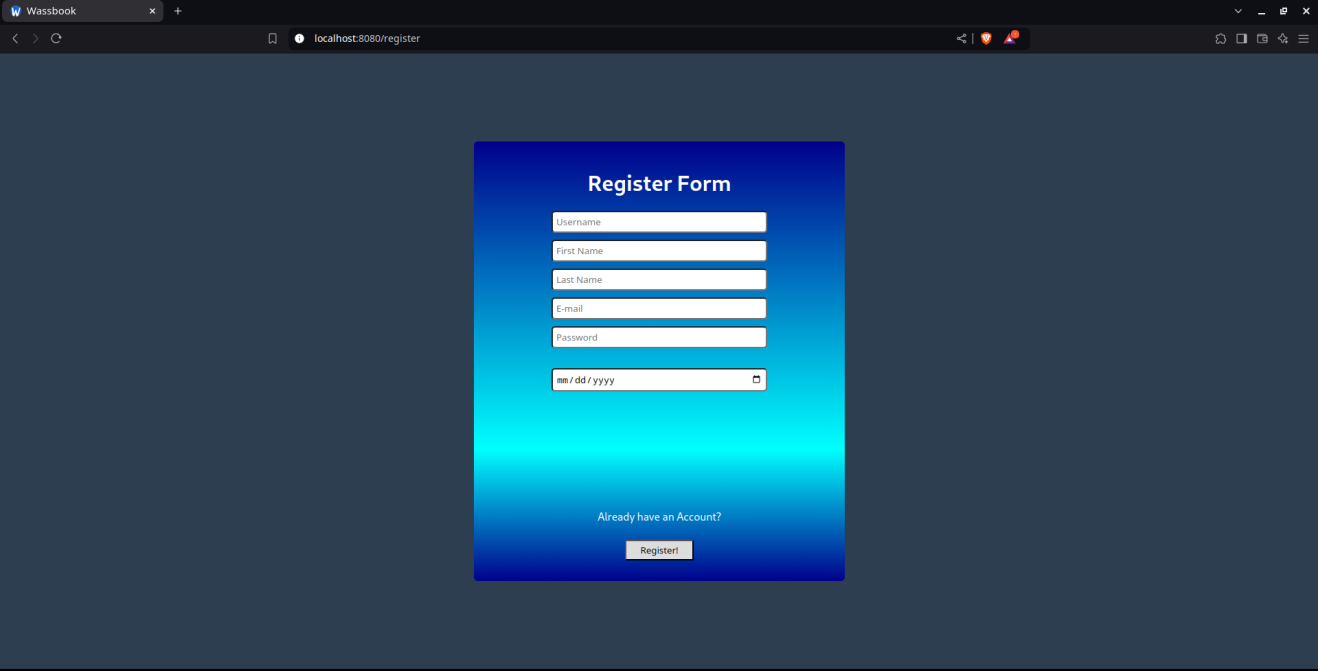 Wassbook
localhost:8080/register
Register Form
Username
First Name
Last Name
E-mail
Password
mm/dd/yyyy
Already have an Account?
Register!